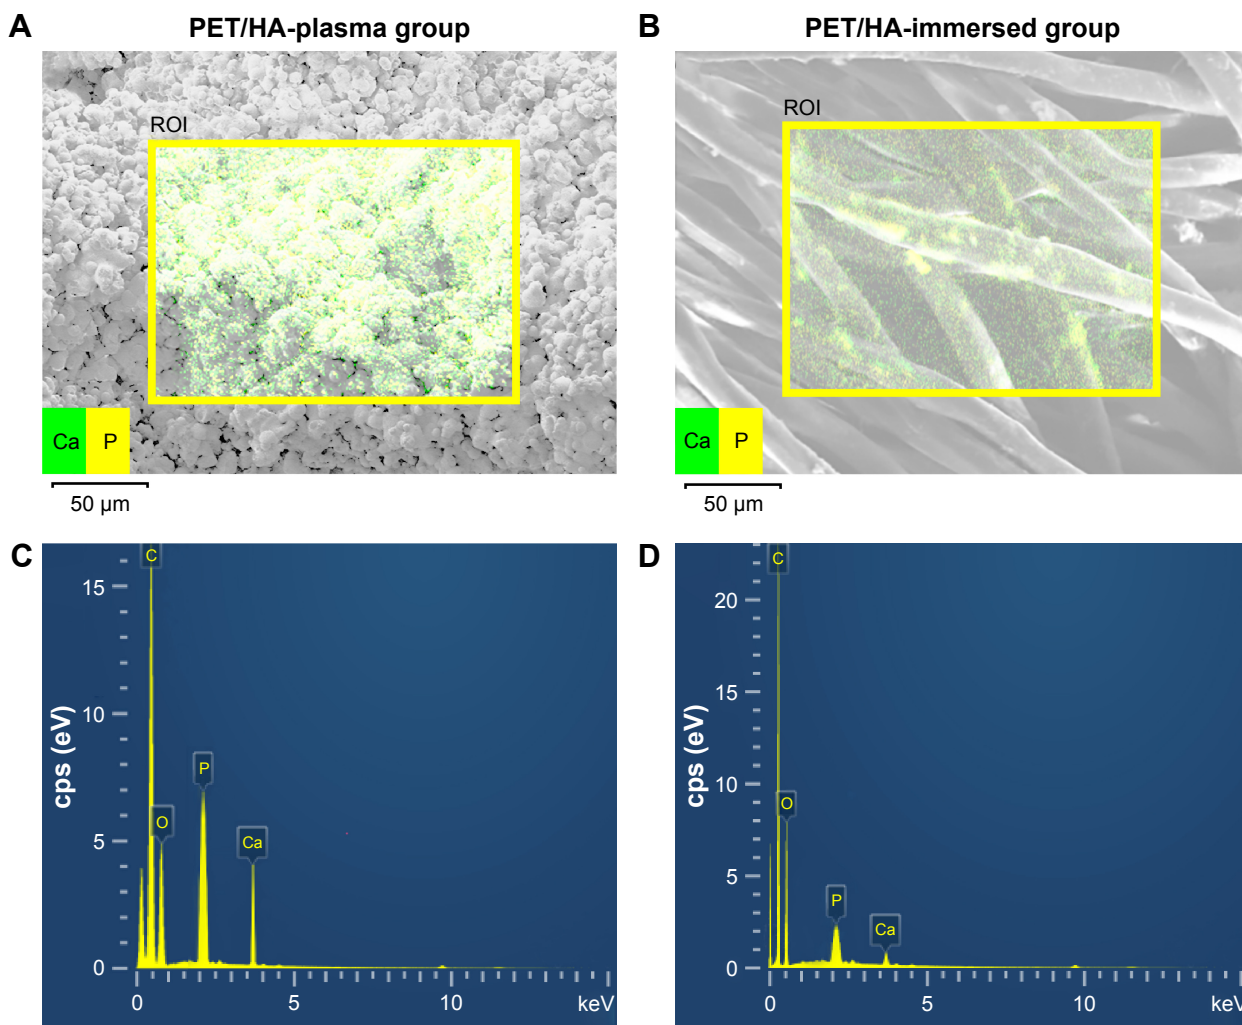 A
PET/HA-plasma group
ROI
Ca P
50 µm
B
PET/HA-immersed group
ROI
Ca P
50 µm
C
cps (eV)
15
10
5
0
C
O
P
Ca
0 5 10 keV
D
cps (eV)
20
15
10
5
0
C
O
P
Ca
0 5 10 keV